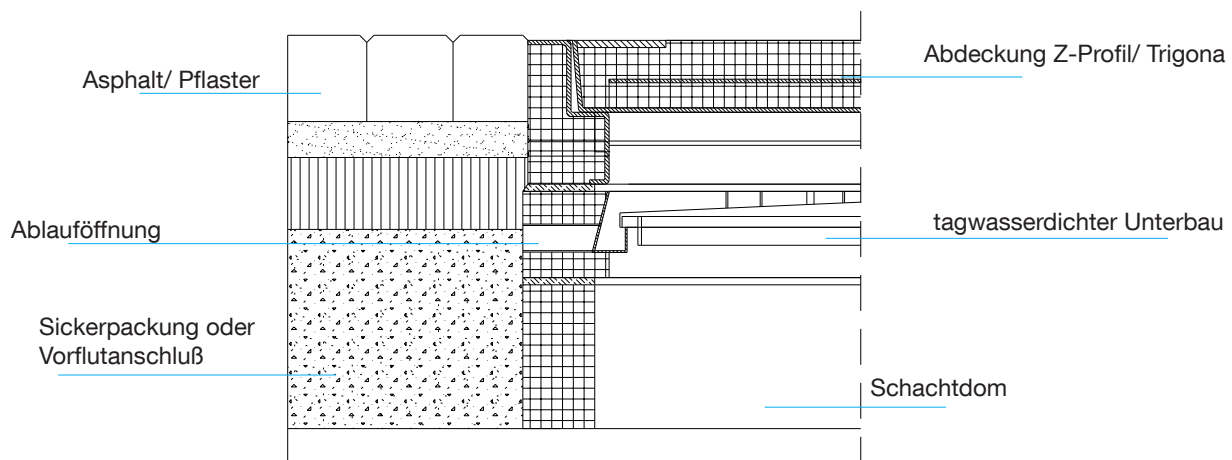 Asphalt/ Pflaster
Abdeckung Z-Profil/ Trigona
Ablauföffnung
tagwasserdichter Unterbau
Sickerpackung oder
Vorflutanschluß
Schachtdom